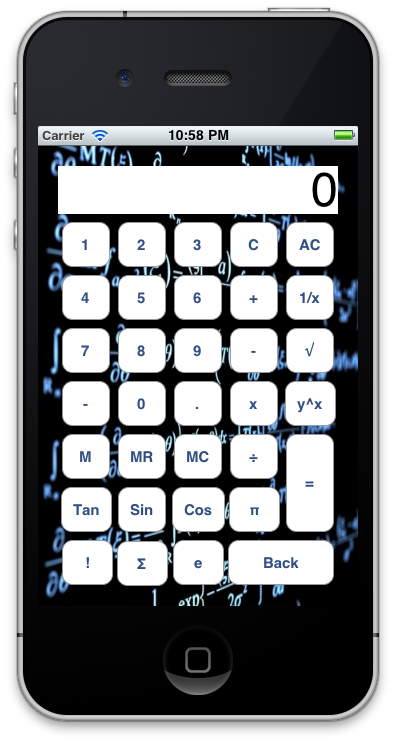 Carrier 10:58 PM
0
1 2 3 C AC
4 5 6 + 1/x
7 8 9 - √
- 0 . x y^x
M MR MC ÷
=
Tan Sin Cos π
! Σ e Back